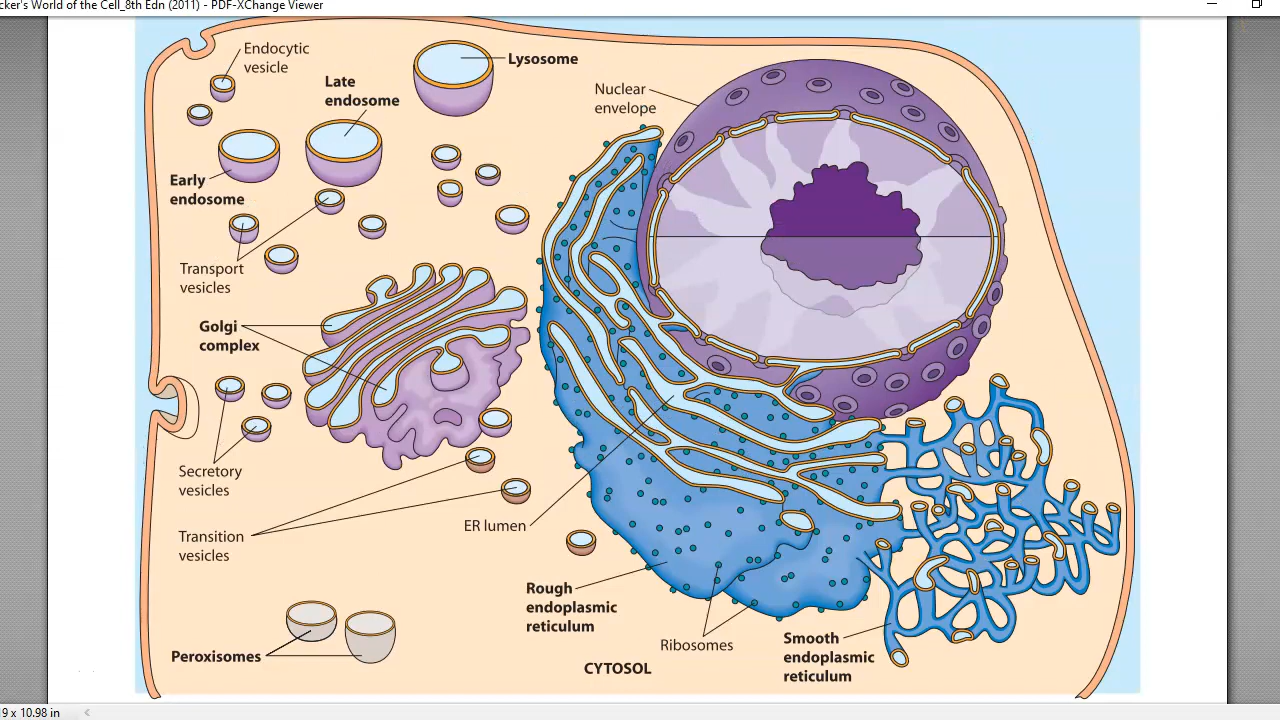 cker's World of the Cell_8th Edn (2011) - PDF-XChange Viewer
Endocytic
vesicle
Lysosome
Late
endosome
Nuclear
envelope
Early
endosome
Transport
vesicles
Golgi
complex
Secretory
vesicles
ER lumen
Transition
vesicles
Rough
endoplasmic
reticulum
Ribosomes
Smooth
endoplasmic
reticulum
Peroxisomes
CYTOSOL
9 x 10.98 in